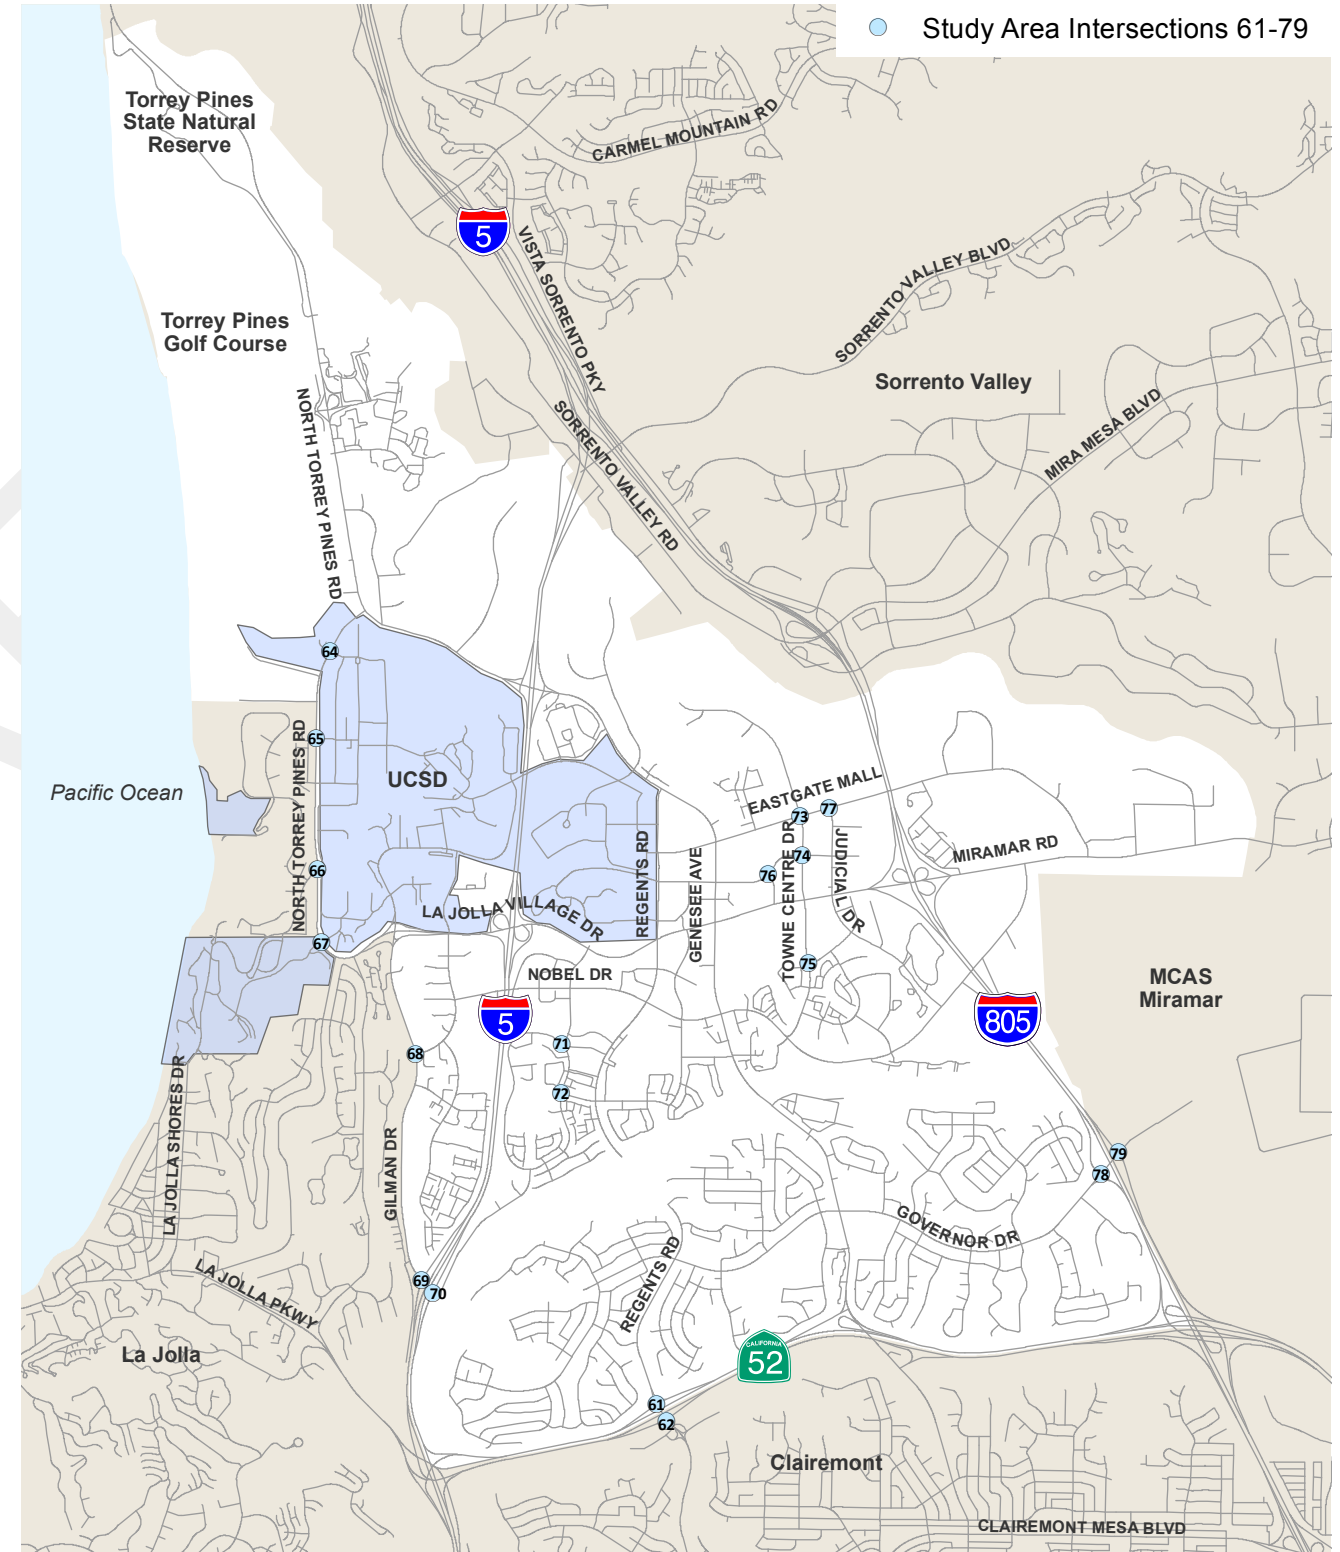 Study Area Intersections 61-79
Torrey Pines
State Natural
Reserve
CARMEL MOUNTAIN RD
5
VISTA SORRENTO PKY
SORRENTO VALLEY BLVD
Torrey Pines
Golf Course
Sorrento Valley
MIRA MESA BLVD
NORTH TORREY PINES RD
SORRENTO VALLEY RD
64
65
NORTH TORREY PINES RD
UCSD
Pacific Ocean
EASTGATE MALL
73
77
74
76
66
67
REGENTS RD
GENESEE AVE
TOWNE CENTRE DR
JUDICIAL DR
MIRAMAR RD
LA JOLLA VILLAGE DR
75
NOBEL DR
MCAS
Miramar
5
805
68
71
72
LA JOLLA SHORES DR
GILMAN DR
79
78
GOVERNOR DR
REGENTS RD
69
70
LA JOLLA PKWY
La Jolla
CALIFORNIA
52
61
62
Clairemont
CLAIREMONT MESA BLVD